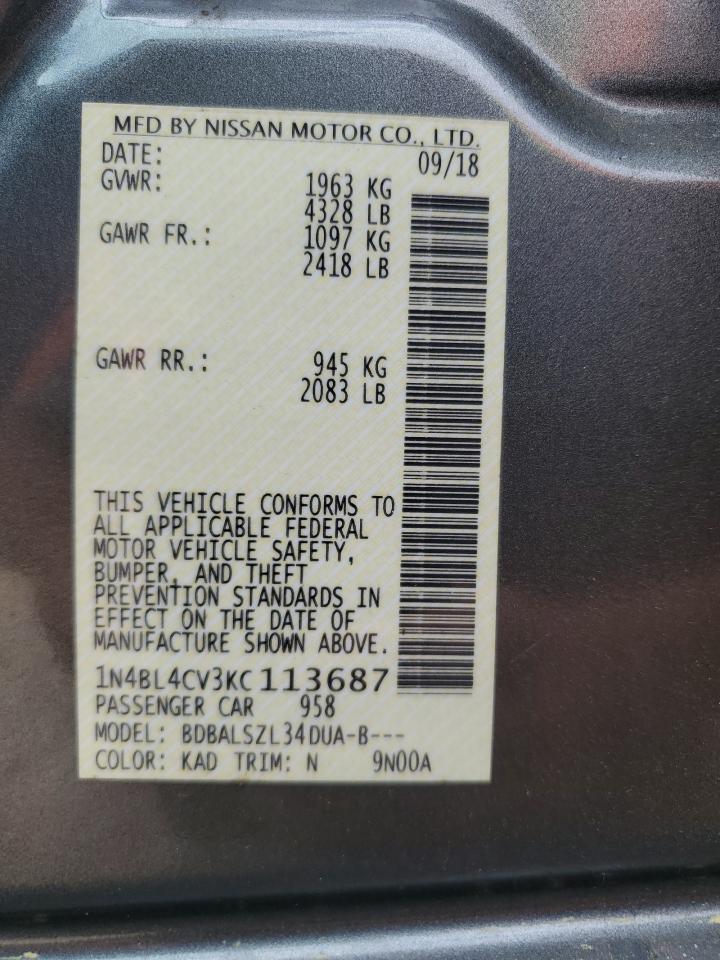 MFD BY NISSAN MOTOR CO., LTD.
DATE: 09/18
GVWR: 1963 KG
4328 LB
GAWR FR.: 1097 KG
2418 LB
GAWR RR.: 945 KG
2083 LB
THIS VEHICLE CONFORMS TO
ALL APPLICABLE FEDERAL
MOTOR VEHICLE SAFETY,
BUMPER, AND THEFT
PREVENTION STANDARDS IN
EFFECT ON THE DATE OF
MANUFACTURE SHOWN ABOVE.
1N4BL4CV3KC113687
PASSENGER CAR 958
MODEL: BDBALSZL34DUA-B---
COLOR: KAD TRIM: N 9N00A